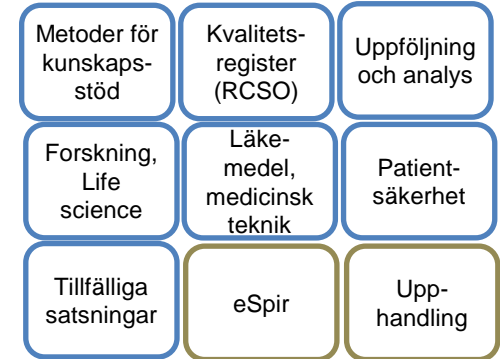 Metoder för
kunskaps-
stöd
Kvalitets-
register
(RCSO)
Uppföljning
och analys
Forskning,
Life
science
Läke-
medel,
medicinsk
teknik
Patient-
säkerhet
Tillfälliga
satsningar
eSpir
Upp-
handling